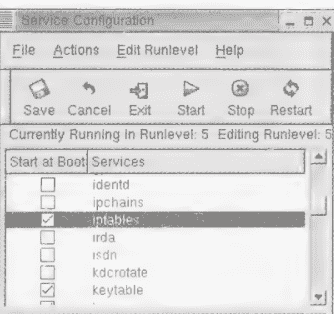 Service Configuration
File Actions Edit Runlevel Help
Save Cancel Exit Start Stop Restart
Currently Running in Runlevel: 5 Editing Runlevel: 5
Start at Boot Services
identd
ipchains
iptables
irda
isdn
kdcrotate
keytable